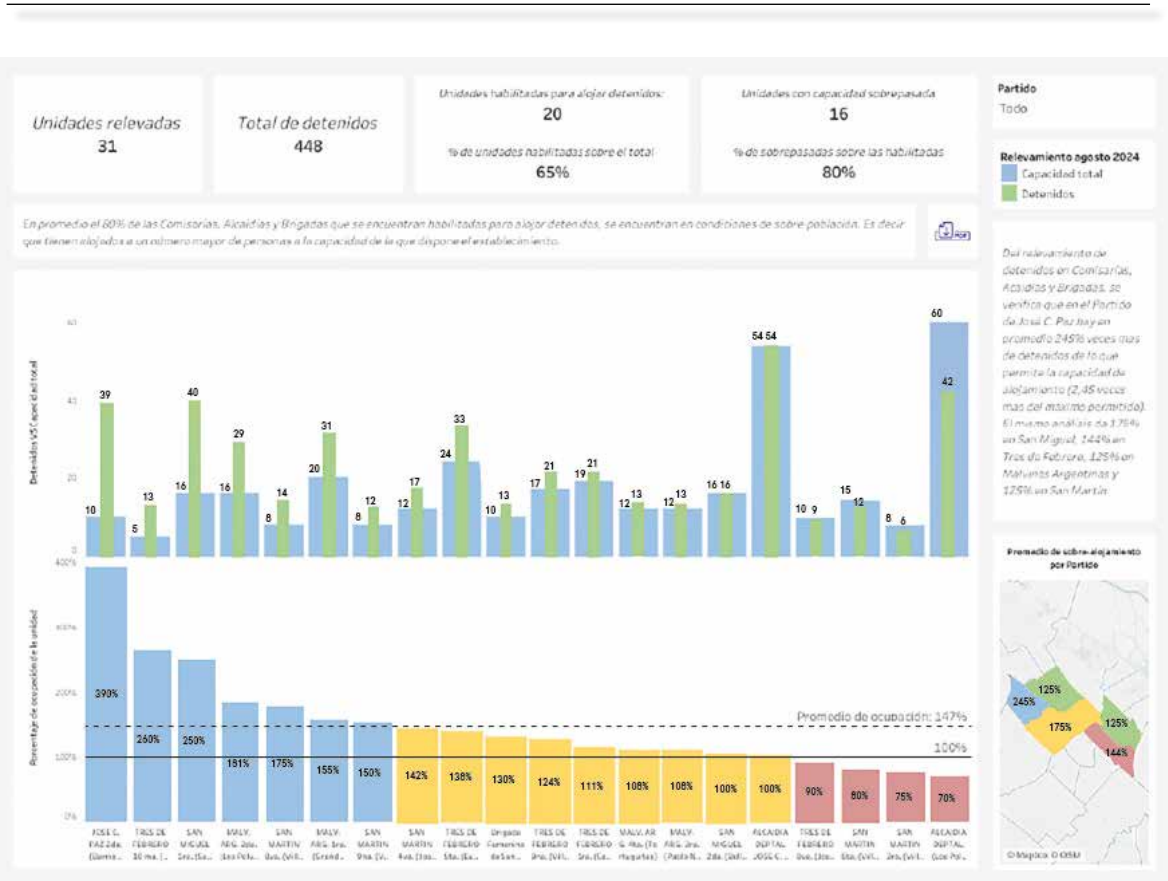 Unidades relevadas
31
Total de detenidos
448
Unidades habilitadas para alojar detenidos:
20
% de unidades habilitadas sobre el total
65%
Unidades con capacidad sobrepasada
16
% de sobrepasadas sobre las habilitadas
80%
Partido
Todo
Relevamiento agosto 2024
Capacidad total
Detenidos
En promedio el 80% de las Comisarías, Alcaidías y Brigadas que se encuentran habilitadas para alojar detenidos, se encuentran en condiciones de sobre población. Es decir
que tienen alojados a un número mayor de personas a la capacidad de la que dispone el establecimiento.
PDF
Del relevamiento de
detenidos en Comisarías,
Acaidías y Brigadas, se
verifica que en el Partido
de José C. Paz hay en
promedio 245% veces mas
de detenidos de lo que
permite la capacidad de
alojamiento (2,45 veces
mas del máximo permitido).
El mismo análisis da 175%
en San Miguel, 144% en
Tres de Febrero, 125% en
Malvinas Argentinas y
125% en San Martín
Detenidos VS Capacidad total
60
40
20
0
10 39
5 13
16 40
16 29
8 14
20 31
8 12
12 17
24 33
10 13
17 21
19 21
12 13
12 13
16 16
54 54
10 9
15 12
8 6
60 42
Porcentaje de ocupación de la unidad
400%
300%
200%
100%
0%
Promedio de ocupación: 147%
100%
390% 260% 250% 181% 175% 155% 150% 142% 138% 130% 124% 111% 108% 108% 100% 100% 90% 80% 75% 70%
JOSE C. TRES DE SAN MALV. SAN MALV. SAN SAN TRES DE Brigada TRES DE TRES DE MALV. AR MALV. SAN ALCAIDIA TRES DE SAN SAN ALCAIDIA
PAZ 2da. FEBRERO MIGUEL ARG. 2da. MARTIN ARG. 1ra. MARTIN MARTIN FEBRERO Femenina FEBRERO FEBRERO G. 4ta. (To ARG. MIGUEL DEPTAL FEBRERO MARTIN MARTIN DEPTAL
Promedio de sobre-alojamiento
por Partido
245%
125%
175%
125%
144%
© Mapbox © OSM